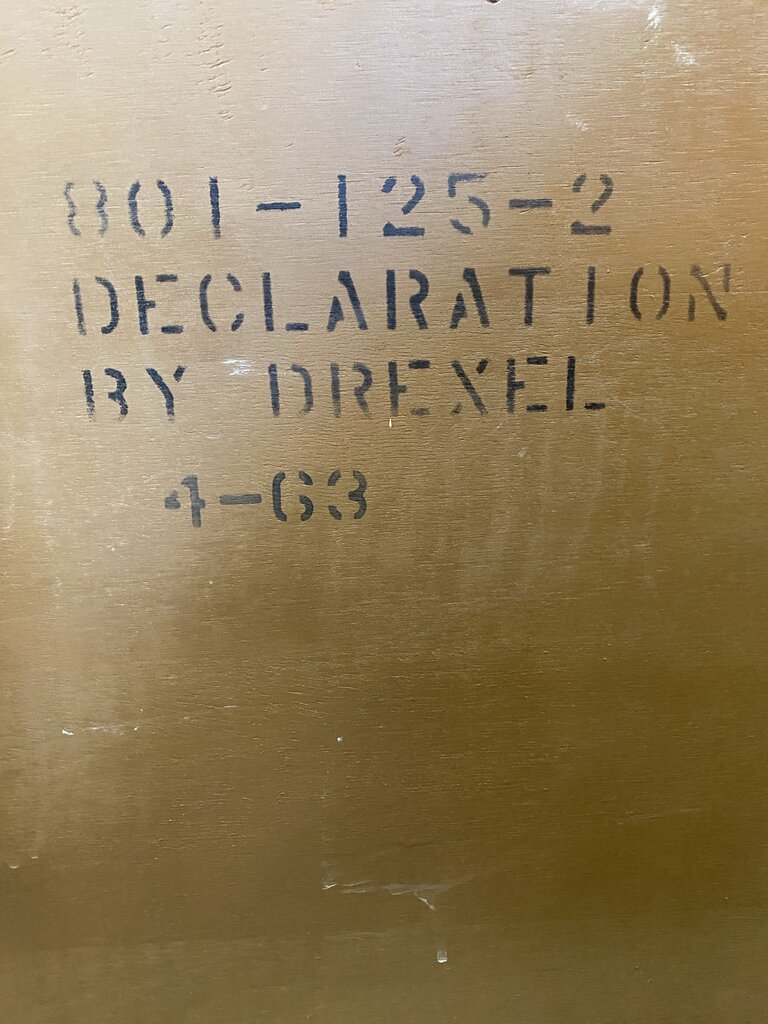 801-125-2
DECLARATION
BY DREXEL
4-63